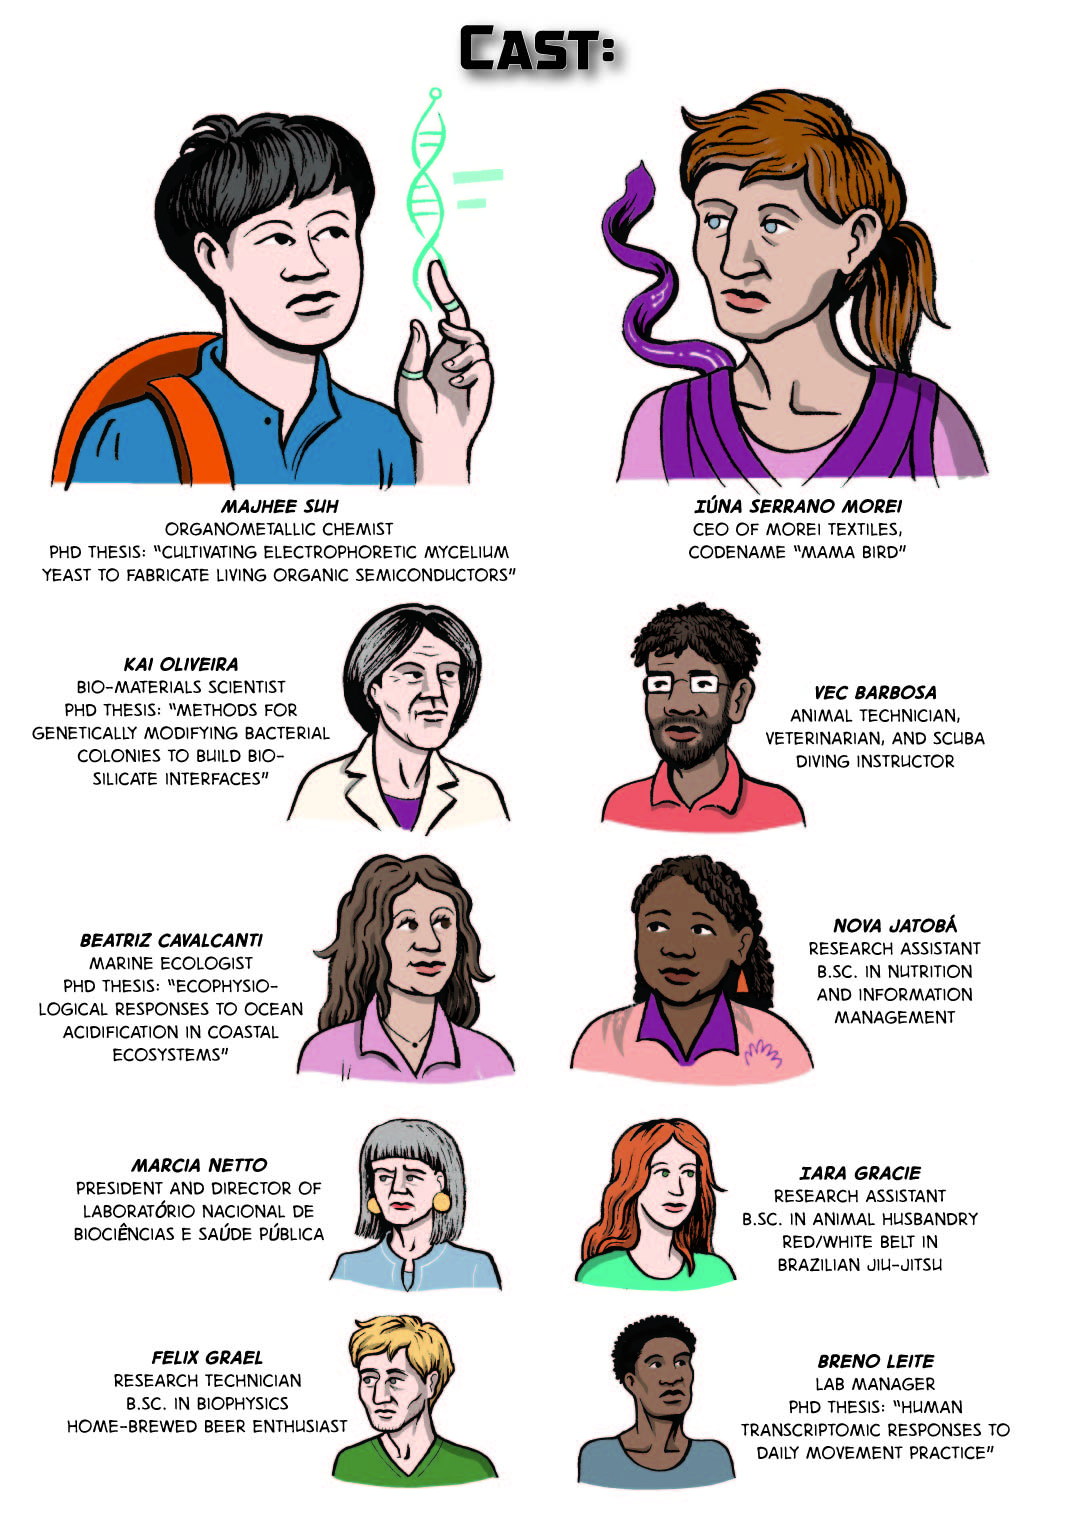 CAST:
MAJHEE SUH
ORGANOMETALLIC CHEMIST
PHD THESIS: "CULTIVATING ELECTROPHORETIC MYCELIUM
YEAST TO FABRICATE LIVING ORGANIC SEMICONDUCTORS"
IÚNA SERRANO MOREI
CEO OF MOREI TEXTILES,
CODENAME "MAMA BIRD"
KAI OLIVEIRA
BIO-MATERIALS SCIENTIST
PHD THESIS: "METHODS FOR
GENETICALLY MODIFYING BACTERIAL
COLONIES TO BUILD BIO-
SILICATE INTERFACES"
VEC BARBOSA
ANIMAL TECHNICIAN,
VETERINARIAN, AND SCUBA
DIVING INSTRUCTOR
BEATRIZ CAVALCANTI
MARINE ECOLOGIST
PHD THESIS: "ECOPHYSIO-
LOGICAL RESPONSES TO OCEAN
ACIDIFICATION IN COASTAL
ECOSYSTEMS"
NOVA JATOBÁ
RESEARCH ASSISTANT
B.SC. IN NUTRITION
AND INFORMATION
MANAGEMENT
MARCIA NETTO
PRESIDENT AND DIRECTOR OF
LABORATÓRIO NACIONAL DE
BIOCIÊNCIAS E SAÚDE PÚBLICA
IARA GRACIE
RESEARCH ASSISTANT
B.SC. IN ANIMAL HUSBANDRY
RED/WHITE BELT IN
BRAZILIAN JIU-JITSU
FELIX GRAEL
RESEARCH TECHNICIAN
B.SC. IN BIOPHYSICS
HOME-BREWED BEER ENTHUSIAST
BRENO LEITE
LAB MANAGER
PHD THESIS: "HUMAN
TRANSCRIPTOMIC RESPONSES TO
DAILY MOVEMENT PRACTICE"